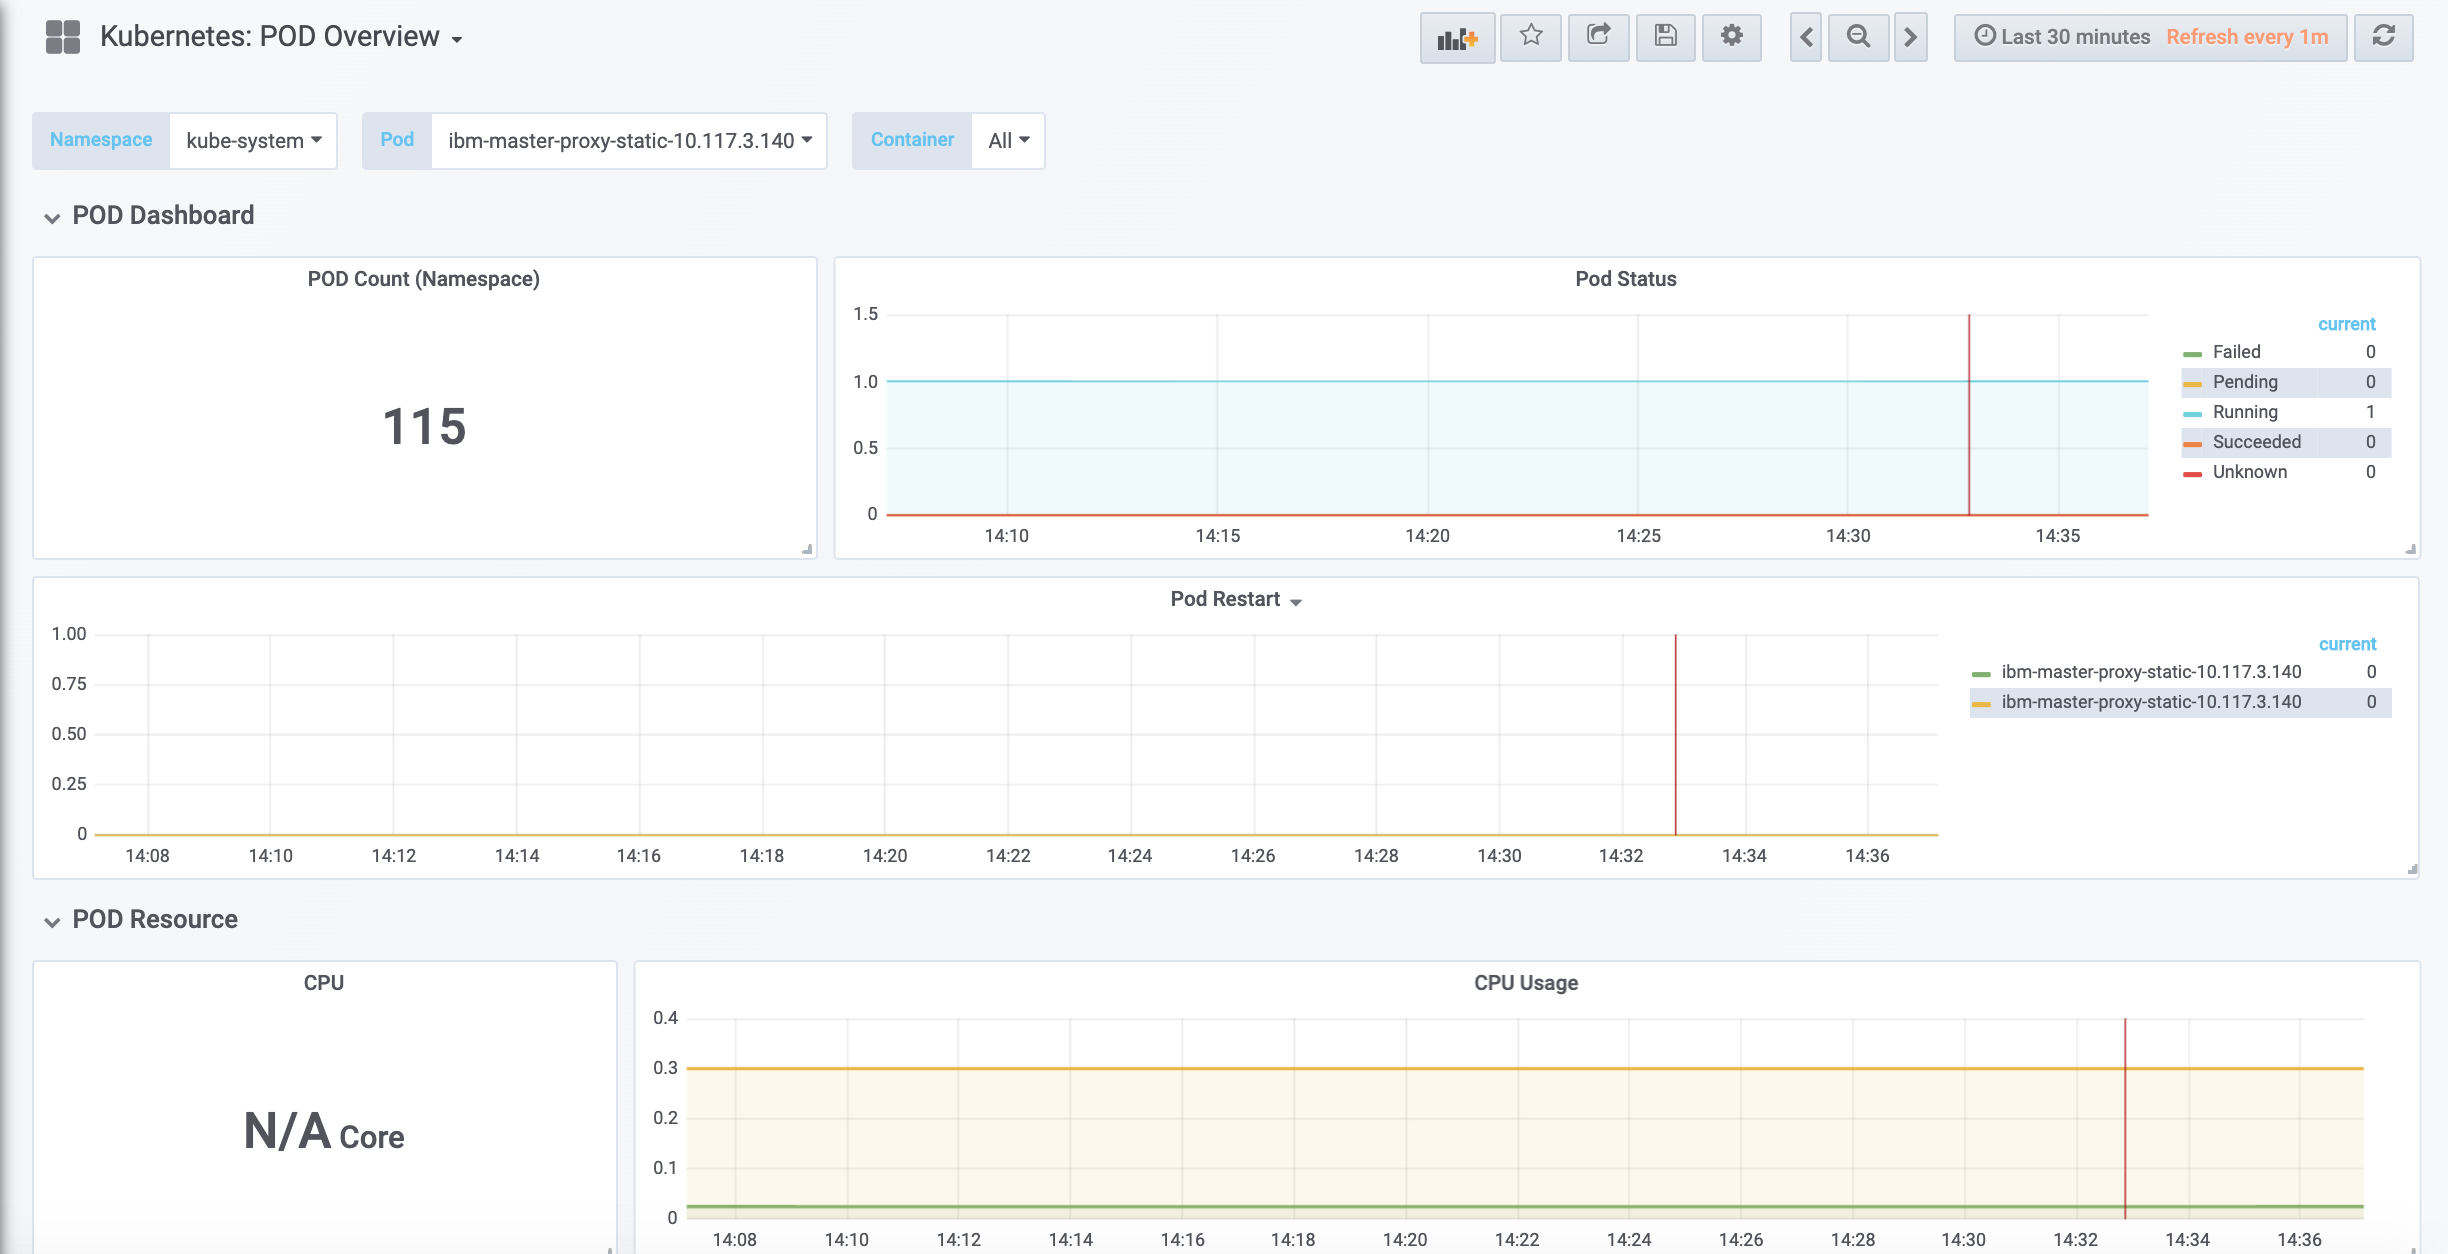 Kubernetes: POD Overview
Last 30 minutes Refresh every 1m
Namespace kube-system Pod ibm-master-proxy-static-10.117.3.140 Container All
POD Dashboard
POD Count (Namespace)
115
Pod Status
1.5
1.0
0.5
0
14:10 14:15 14:20 14:25 14:30 14:35
current
Failed 0
Pending 0
Running 1
Succeeded 0
Unknown 0
Pod Restart
1.00
0.75
0.50
0.25
0
14:08 14:10 14:12 14:14 14:16 14:18 14:20 14:22 14:24 14:26 14:28 14:30 14:32 14:34 14:36
current
ibm-master-proxy-static-10.117.3.140 0
ibm-master-proxy-static-10.117.3.140 0
POD Resource
CPU
N/A Core
CPU Usage
0.4
0.3
0.2
0.1
0
14:08 14:10 14:12 14:14 14:16 14:18 14:20 14:22 14:24 14:26 14:28 14:30 14:32 14:34 14:36